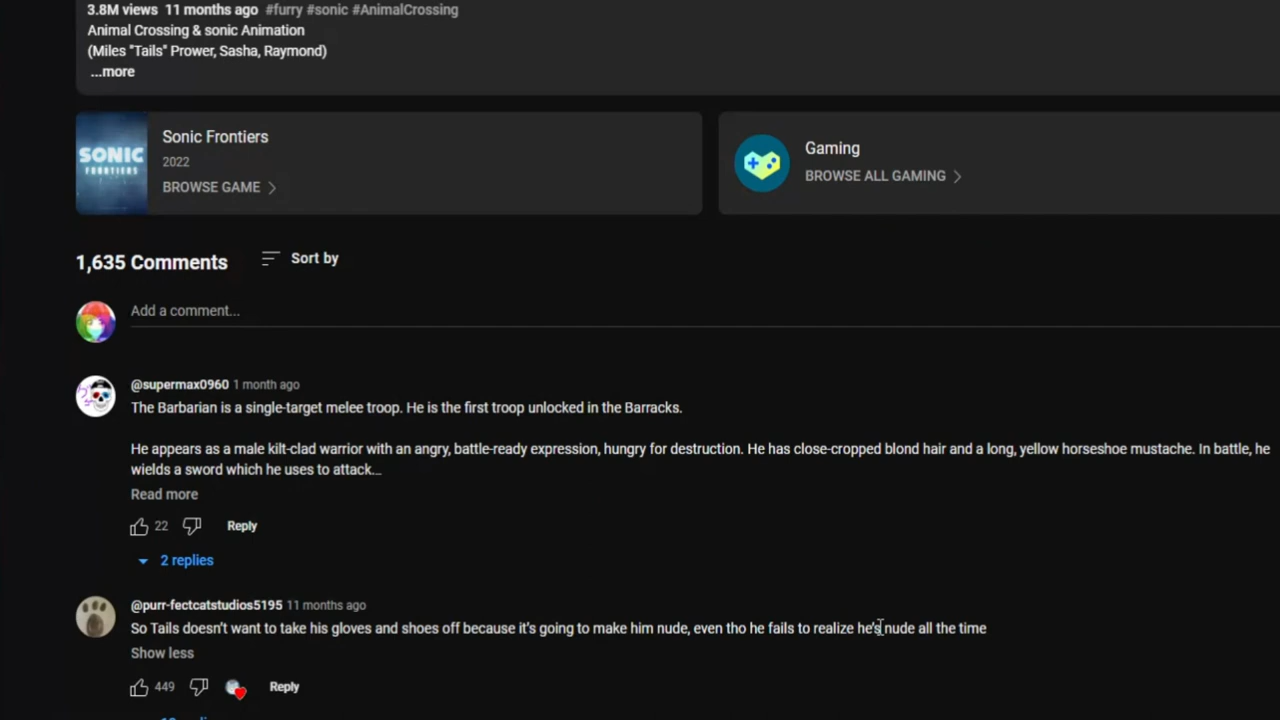 3.8M views 11 months ago #furry #sonic #AnimalCrossing
Animal Crossing & sonic Animation
(Miles "Tails" Prower, Sasha, Raymond)
...more
SONIC
FRONTIERS
Sonic Frontiers
2022
BROWSE GAME
Gaming
BROWSE ALL GAMING
1,635 Comments
Sort by
Add a comment...
@supermax0960 1 month ago
The Barbarian is a single-target melee troop. He is the first troop unlocked in the Barracks.
He appears as a male kilt-clad warrior with an angry, battle-ready expression, hungry for destruction. He has close-cropped blond hair and a long, yellow horseshoe mustache. In battle, he
wields a sword which he uses to attack...
Read more
22
Reply
2 replies
@purr-fectcatstudios5195 11 months ago
So Tails doesn't want to take his gloves and shoes off because it's going to make him nude, even tho he fails to realize he's nude all the time
Show less
449
Reply